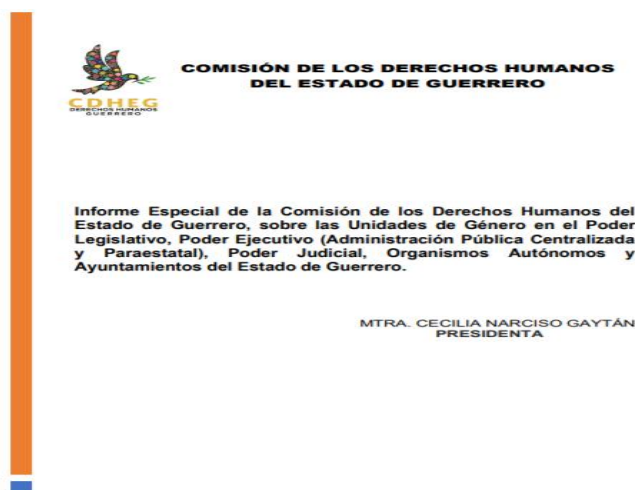 COMISIÓN DE LOS DERECHOS HUMANOS
DEL ESTADO DE GUERRERO
CDHEG
DERECHOS HUMANOS
GUERRERO
Informe Especial de la Comisión de los Derechos Humanos del
Estado de Guerrero, sobre las Unidades de Género en el Poder
Legislativo, Poder Ejecutivo (Administración Pública Centralizada
y Paraestatal), Poder Judicial, Organismos Autónomos y
Ayuntamientos del Estado de Guerrero.
MTRA. CECILIA NARCISO GAYTÁN
PRESIDENTA